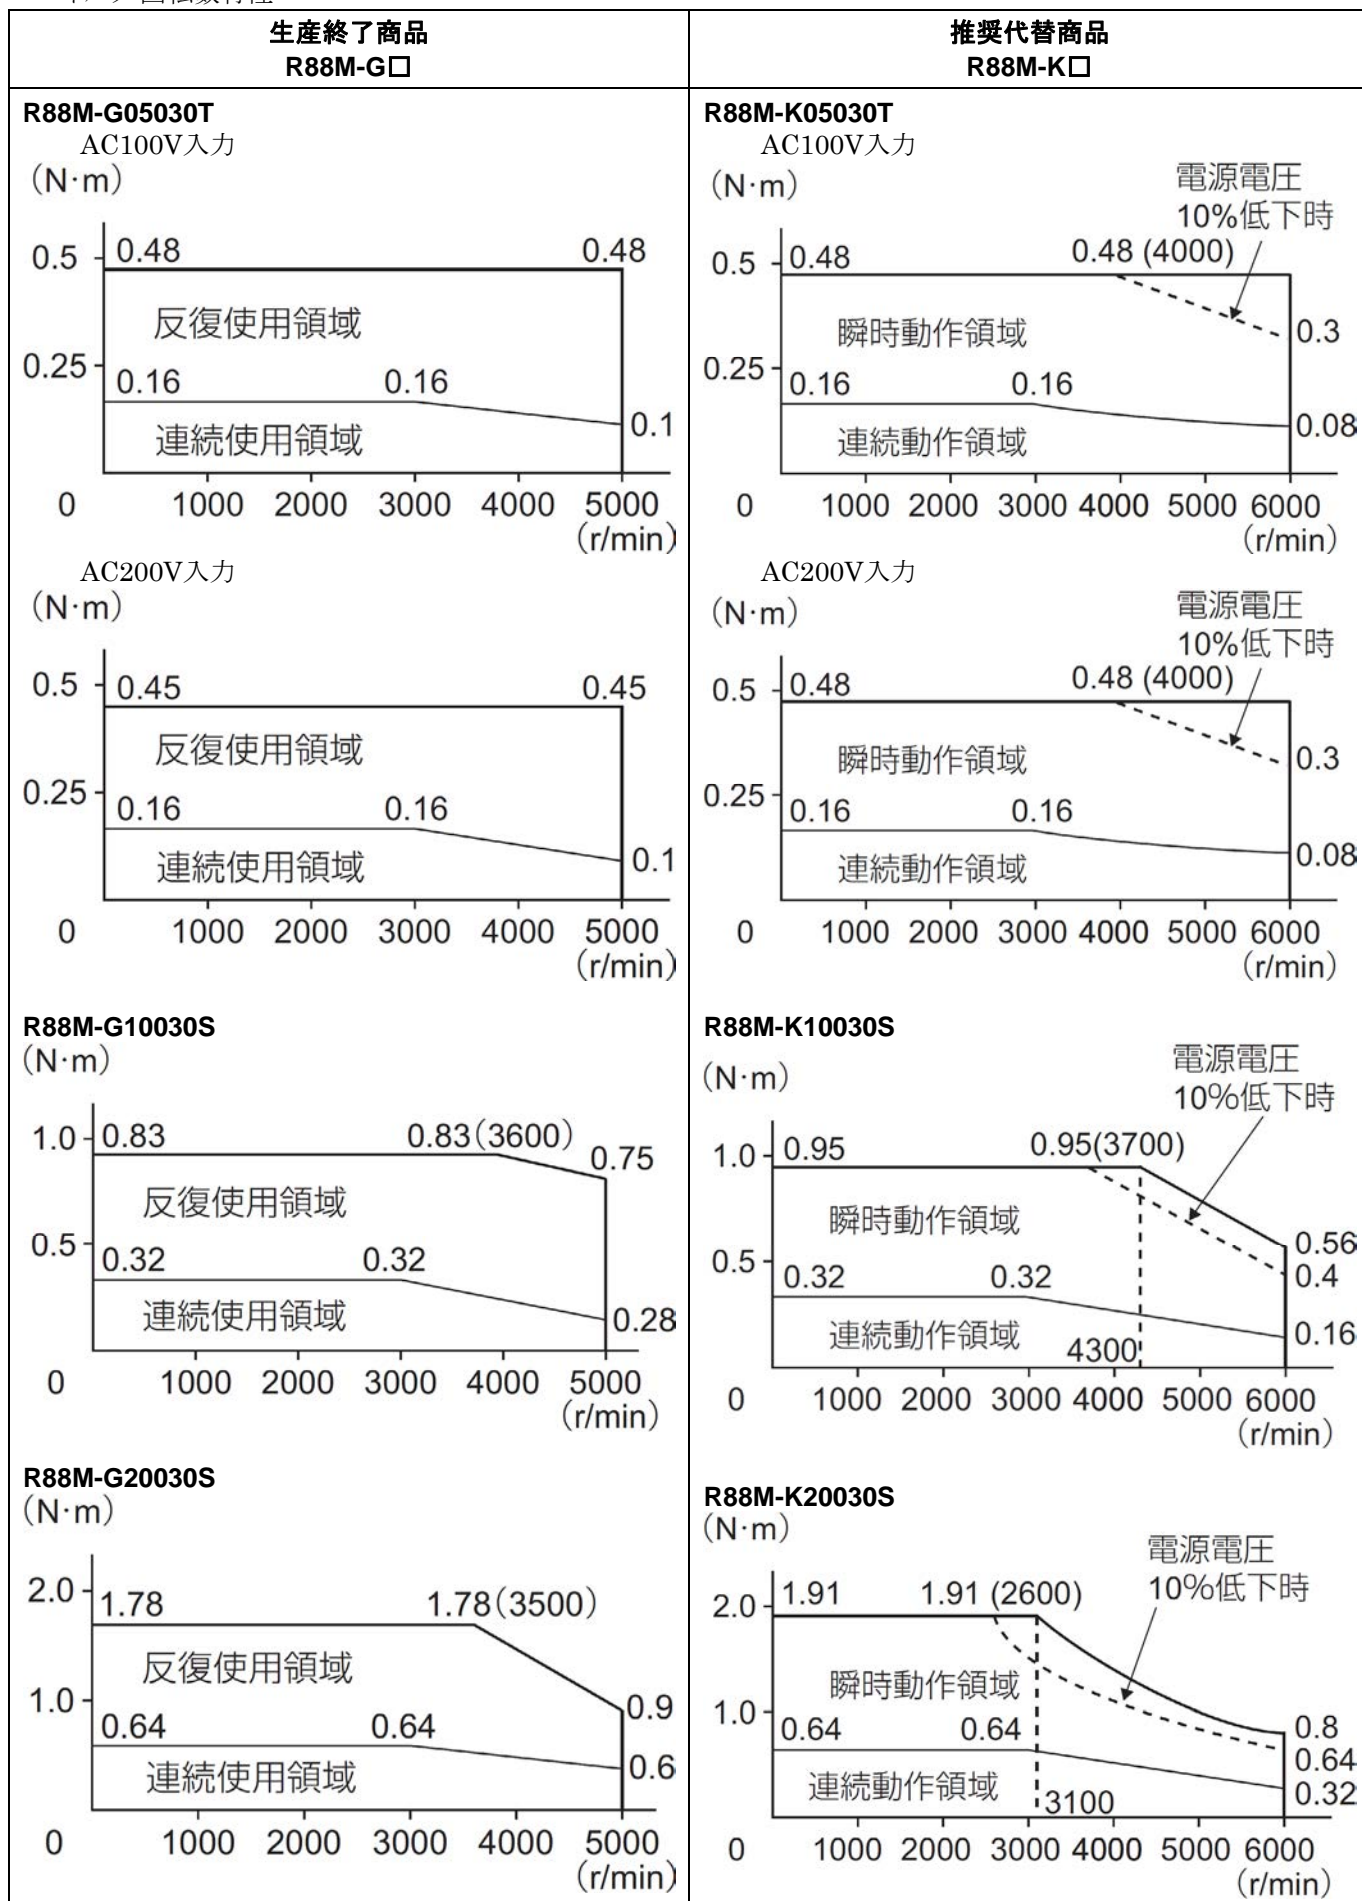 生産終了商品
R88M-G□
推奨代替商品
R88M-K□
R88M-G05030T
AC100V入力
(N·m)
0.5
0.48
0.48
反復使用領域
0.25
0.16
0.16
0.1
連続使用領域
0 1000 2000 3000 4000 5000
(r/min)
AC200V入力
(N·m)
0.5
0.45
0.45
反復使用領域
0.25
0.16
0.16
0.1
連続使用領域
0 1000 2000 3000 4000 5000
(r/min)
R88M-G10030S
(N·m)
1.0
0.83
0.83(3600)
0.75
反復使用領域
0.5
0.32
0.32
0.28
連続使用領域
0 1000 2000 3000 4000 5000
(r/min)
R88M-G20030S
(N·m)
2.0
1.78
1.78(3500)
反復使用領域
1.0
0.9
0.64
0.64
0.6
連続使用領域
0 1000 2000 3000 4000 5000
(r/min)
R88M-K05030T
AC100V入力
(N·m)
電源電圧
10%低下時
0.5
0.48
0.48 (4000)
瞬時動作領域
0.3
0.25
0.16
0.16
0.08
連続動作領域
0 1000 2000 3000 4000 5000 6000
(r/min)
AC200V入力
(N·m)
電源電圧
10%低下時
0.5
0.48
0.48 (4000)
瞬時動作領域
0.3
0.25
0.16
0.16
0.08
連続動作領域
0 1000 2000 3000 4000 5000 6000
(r/min)
R88M-K10030S
(N·m)
電源電圧
10%低下時
1.0
0.95
0.95(3700)
瞬時動作領域
0.56
0.5
0.4
0.32
0.32
連続動作領域
0.16
4300
0 1000 2000 3000 4000 5000 6000
(r/min)
R88M-K20030S
(N·m)
電源電圧
10%低下時
2.0
1.91
1.91 (2600)
瞬時動作領域
1.0
0.8
0.64
0.64
0.64
連続動作領域
0.32
3100
0 1000 2000 3000 4000 5000 6000
(r/min)